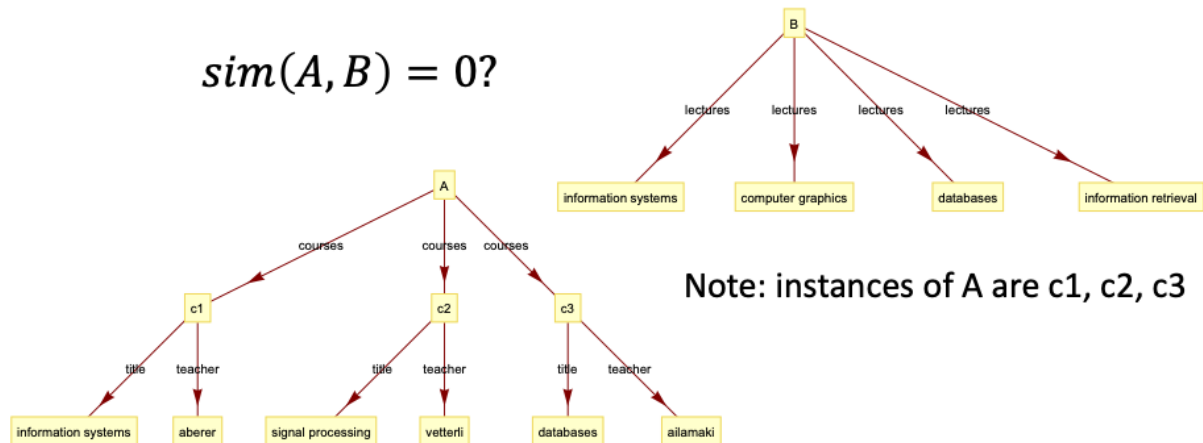 sim(A, B) = 0?
B
lectures lectures lectures lectures
information systems computer graphics databases information retrieval
A
courses courses courses
c1 c2 c3
title teacher title teacher title teacher
information systems aberer signal processing vetterli databases ailamaki
Note: instances of A are c1, c2, c3